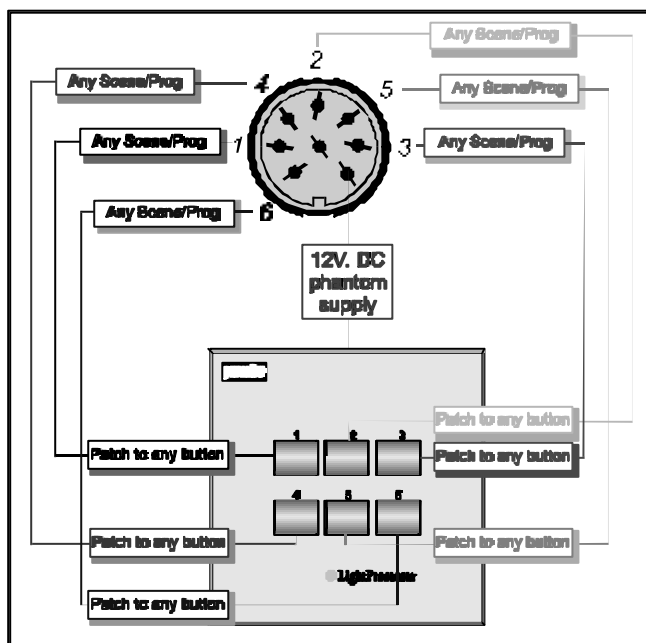 2
Any Scene/Prog
Any Scene/Prog
4
5
Any Scene/Prog
Any Scene/Prog
1
3
Any Scene/Prog
Any Scene/Prog
6
12V. DC
phantom
supply
Patch to any button
1
2
3
Patch to any button
Patch to any button
4
5
6
Patch to any button
Patch to any button
LightProcessor
Patch to any button